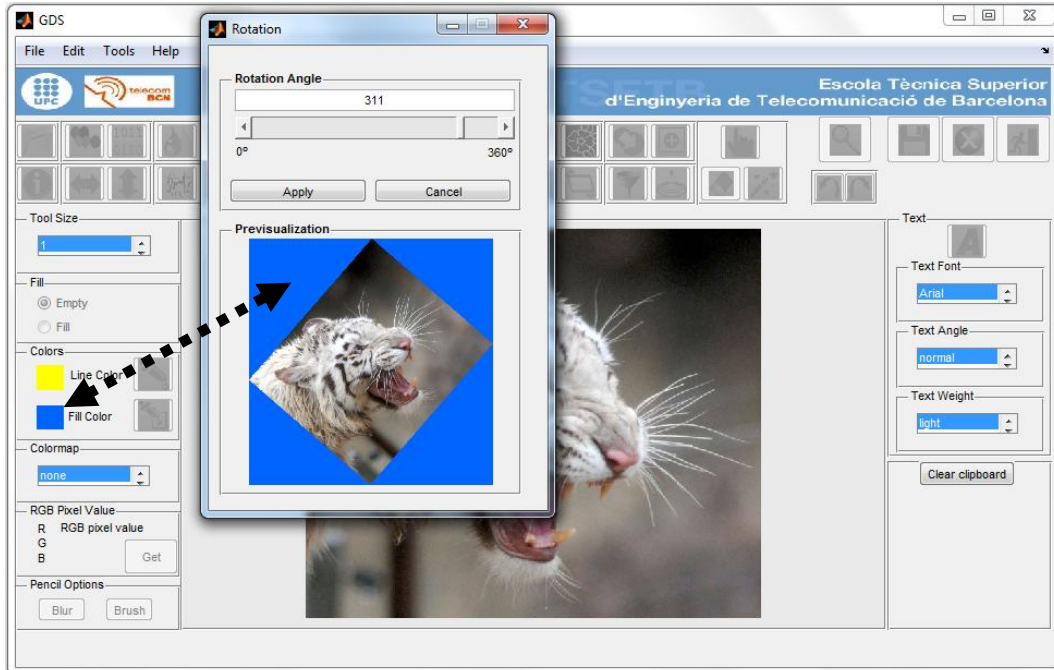 GDS
File Edit Tools Help
UPC
telecom
BCN
Escola Tècnica Superior
d'Enginyeria de Telecomunicació de Barcelona
Rotation
Rotation Angle
311
0º 360º
Apply Cancel
Previsualization
Tool Size
1
Fill
Empty
Fill
Colors
Line Color
Fill Color
Colormap
none
RGB Pixel Value
R RGB pixel value
G
B Get
Pencil Options
Blur Brush
Text
A
Text Font
Arial
Text Angle
normal
Text Weight
light
Clear clipboard